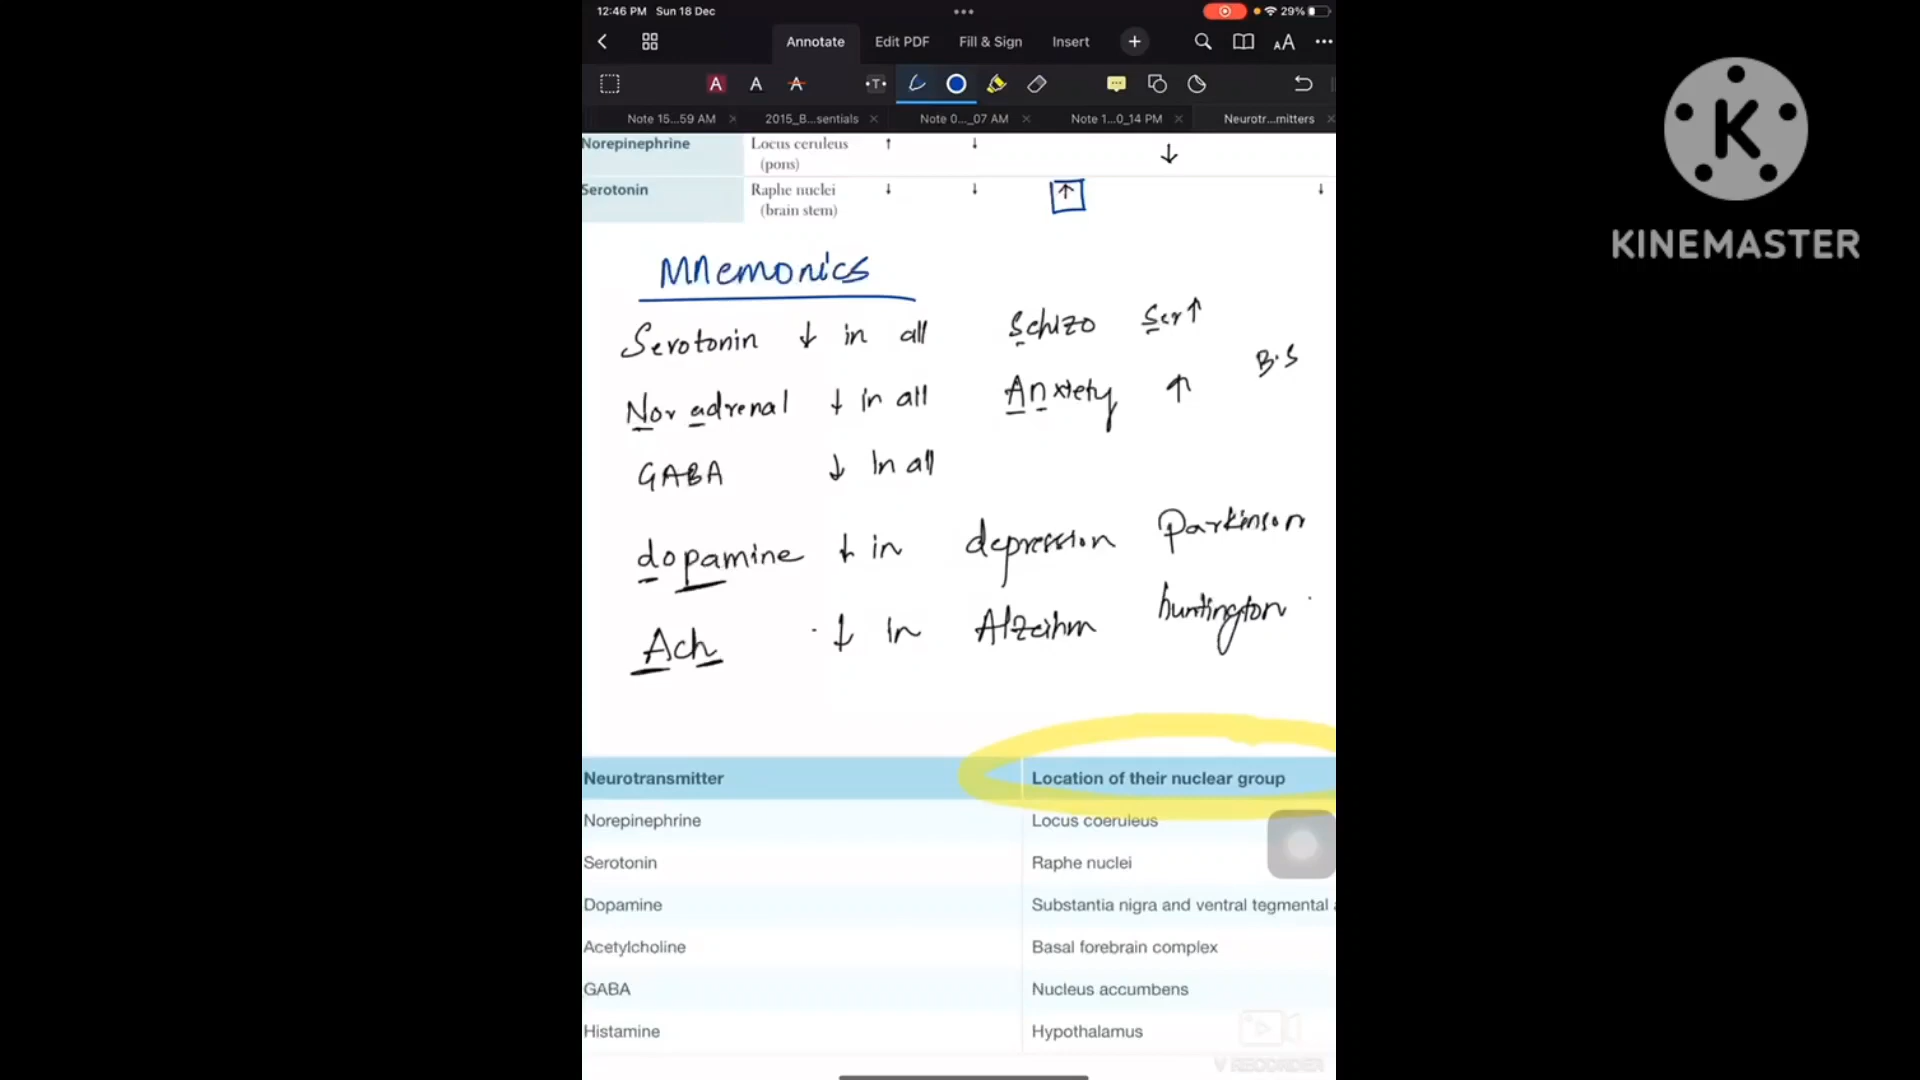 12:46 PM Sun 18 Dec 29%
Annotate Edit PDF Fill & Sign Insert
Note 15...59 AM 2015_B...sentials Note 0..._07 AM Note 1...0_14 PM Neurotr...mitters
Norepinephrine Locus ceruleus ↑ ↓ ↓
(pons)
Serotonin Raphe nuclei ↓ ↓ ↑ ↓
(brain stem)
Mnemonics
Serotonin ↓ in all Schizo Ser↑
B.S
Nor adrenal ↓ in all Anxiety ↑
GABA ↓ In all
dopamine ↓ in depression Parkinson
Ach ↓ in Alzeihm huntington
Neurotransmitter Location of their nuclear group
Norepinephrine Locus coeruleus
Serotonin Raphe nuclei
Dopamine Substantia nigra and ventral tegmental
Acetylcholine Basal forebrain complex
GABA Nucleus accumbens
Histamine Hypothalamus
V RECORDER
K
KINEMASTER